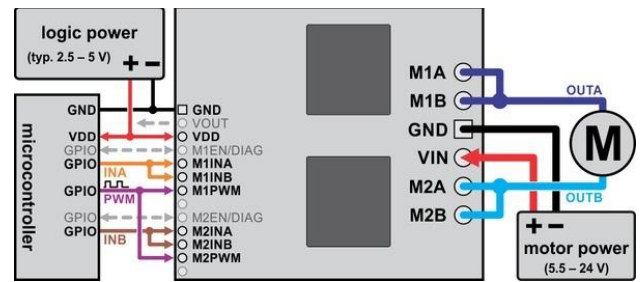 logic power
(typ. 2.5 – 5 V)
+ −
microcontroller
GND
VDD
GPIO
GPIO
INA
GPIO
PWM
GPIO
GPIO
INB
GND
VOUT
VDD
M1EN/DIAG
M1INA
M1INB
M1PWM
M2EN/DIAG
M2INA
M2INB
M2PWM
M1A
M1B
GND
VIN
M2A
M2B
OUTA
M
OUTB
+ −
motor power
(5.5 – 24 V)